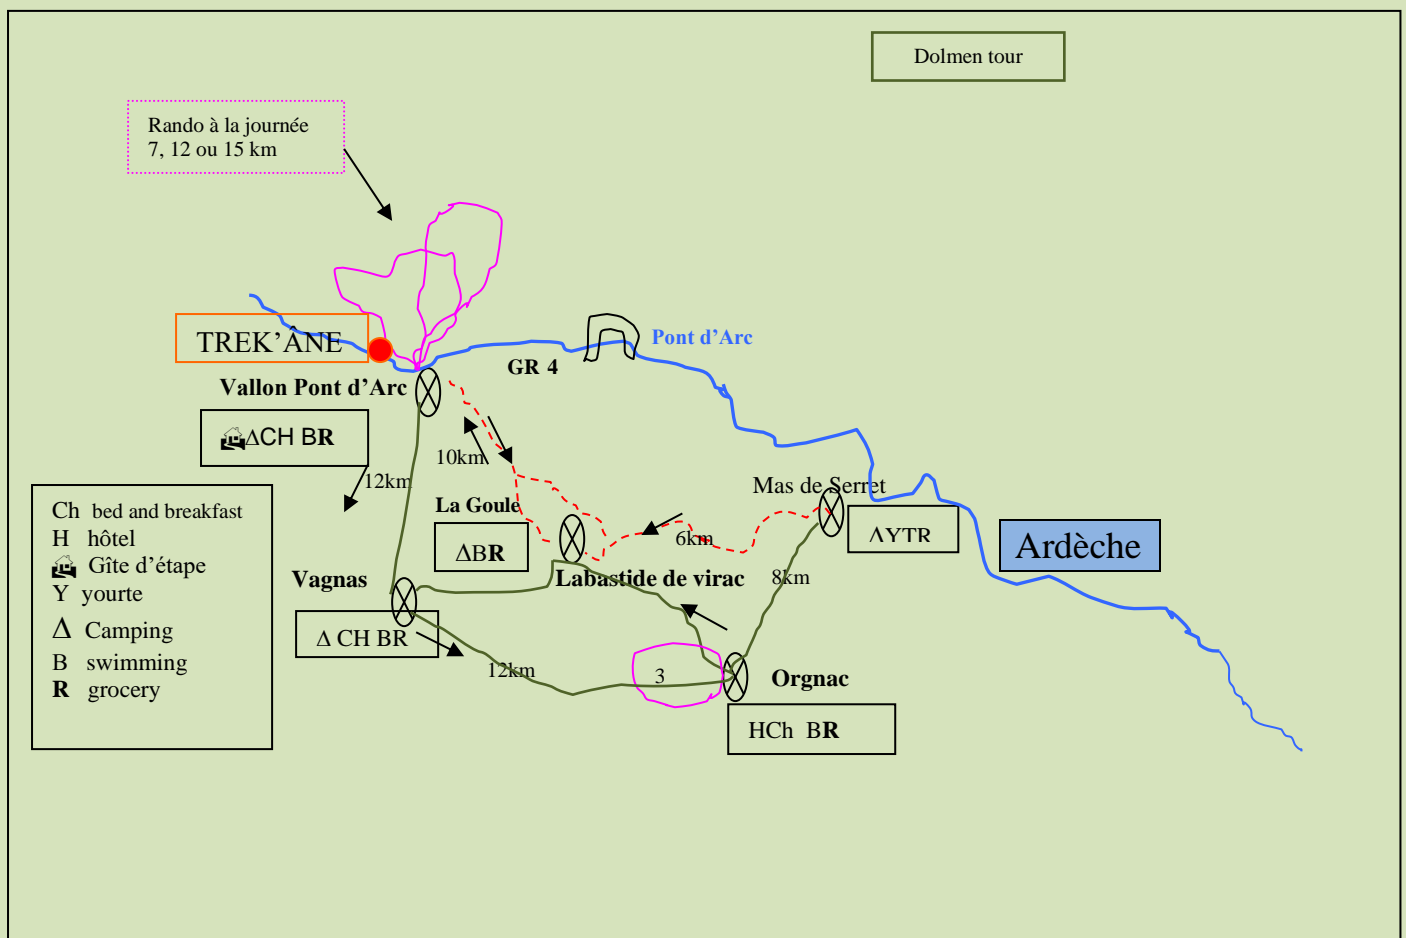 Dolmen tour
Rando à la journée
7, 12 ou 15 km
TREK’ÂNE
Pont d’Arc
GR 4
Vallon Pont d’Arc
ΔCH BR
10km
12km
Mas de Serret
La Goule
Ch bed and breakfast
H hôtel
Gîte d’étape
Y yourte
Δ Camping
B swimming
R grocery
ΔYTR
6km
Ardèche
ΔBR
Vagnas
Labastide de virac
8km
Δ CH BR
12km
3
Orgnac
HCh BR